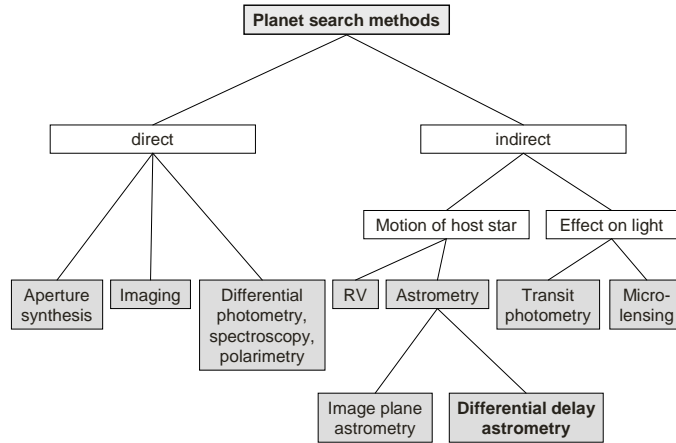 Planet search methods
direct
indirect
Motion of host star
Effect on light
Aperture
synthesis
Imaging
Differential
photometry,
spectroscopy,
polarimetry
RV
Astrometry
Transit
photometry
Micro-
lensing
Image plane
astrometry
Differential delay
astrometry